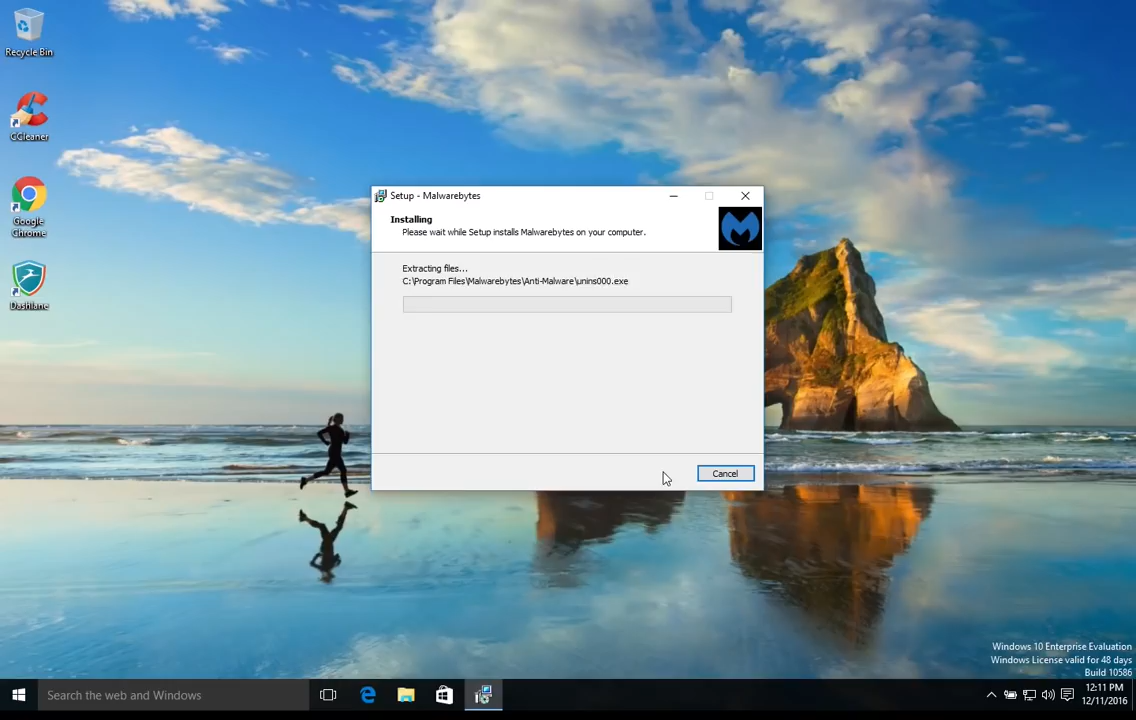 Recycle Bin
CCleaner
Google
Chrome
Dashlane
Setup - Malwarebytes
Installing
Please wait while Setup installs Malwarebytes on your computer.
Extracting files...
C:\Program Files\Malwarebytes\Anti-Malware\unins000.exe
Cancel
Windows 10 Enterprise Evaluation
Windows License valid for 48 days
Build 10586
Search the web and Windows
12:11 PM
12/11/2016